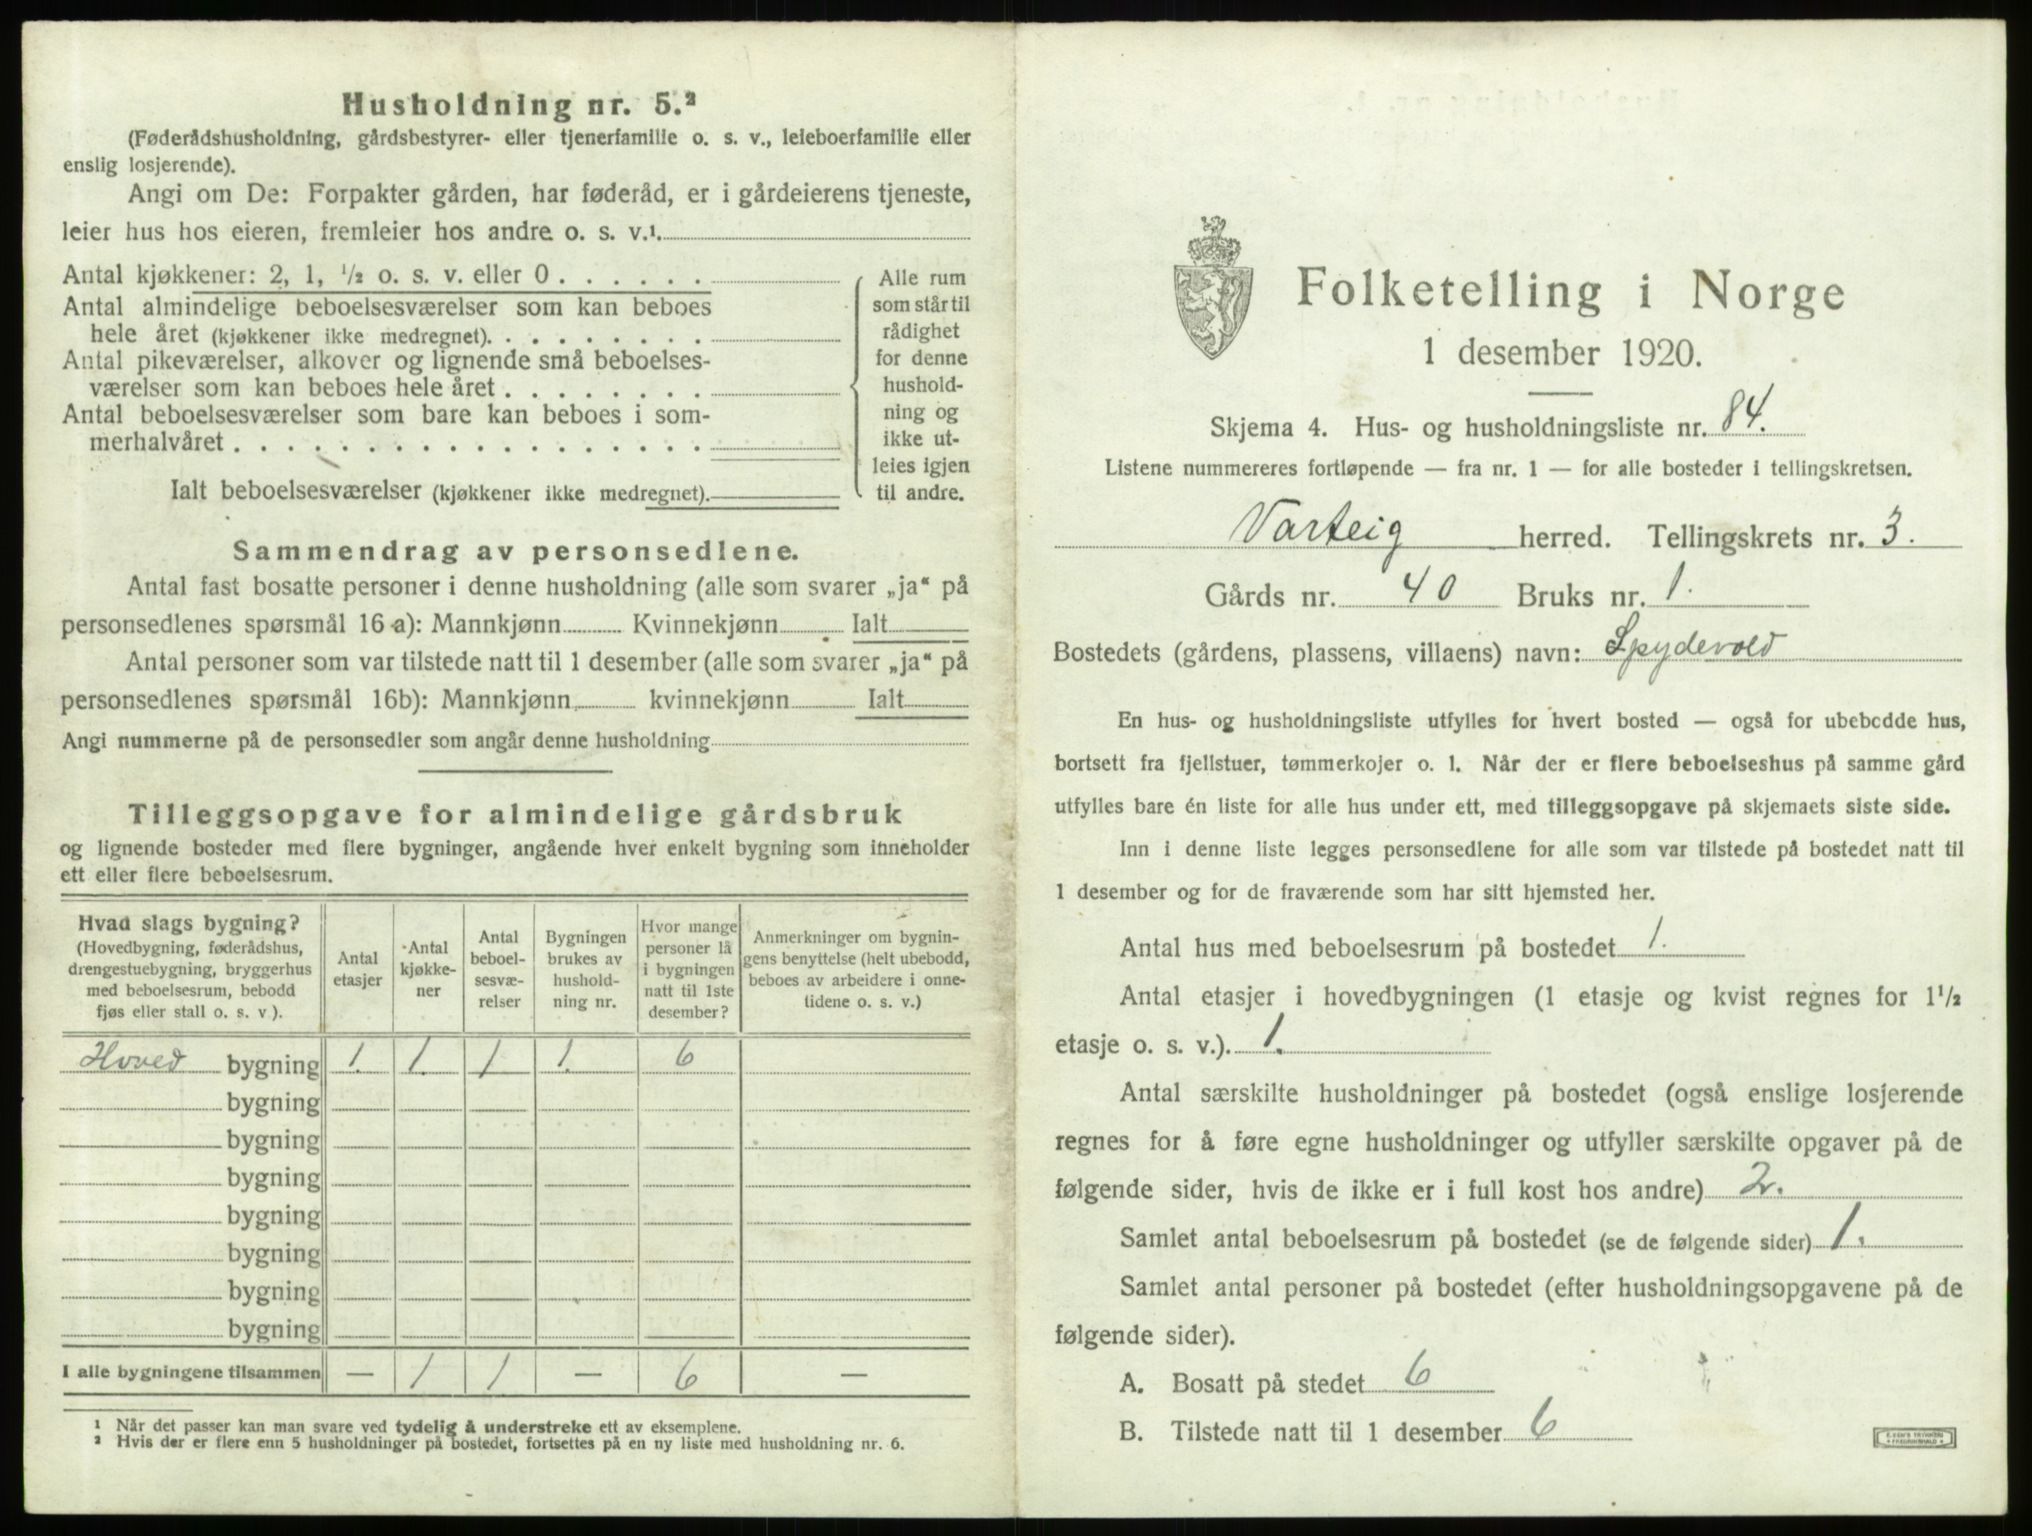 Husholdning nr. 5.²
(Føderådshusholdning, gårdsbestyrer- eller tjenerfamilie o. s. v., leieboerfamilie eller
enslig losjerende).
Angi om De: Forpakter gården, har føderåd, er i gårdeierens tjeneste,
leier hus hos eieren, fremleier hos andre o. s. v.¹.
Antal kjøkkener: 2, 1, ½ o. s. v. eller 0 . . . . . .
Antal almindelige beboelsesværelser som kan beboes
hele året (kjøkkener ikke medregnet). . . . . . . . .
Antal pikeværelser, alkover og lignende små beboelses-
værelser som kan beboes hele året . . . . . . . .
Antal beboelsesværelser som bare kan beboes i som-
merhalvåret . . . . . . . . . . . . . . . . . .
Ialt beboelsesværelser (kjøkkener ikke medregnet).
Alle rum
som står til
rådighet
for denne
hushold-
ning og
ikke ut-
leies igjen
til andre.
Sammendrag av personsedlene.
Antal fast bosatte personer i denne husholdning (alle som svarer „ja“ på
personsedlenes spørsmål 16 a): Mannkjønn Kvinnekjønn Ialt
Antal personer som var tilstede natt til 1 desember (alle som svarer „ja“ på
personsedlenes spørsmål 16b): Mannkjønn kvinnekjønn Ialt
Angi nummerne på de personsedler som angår denne husholdning
Tilleggsopgave for almindelige gårdsbruk
og lignende bosteder med flere bygninger, angående hver enkelt bygning som inneholder
ett eller flere beboelsesrum.
Hvad slags bygning?
(Hovedbygning, føderådshus,
drengestuebygning, bryggerhus
med beboelsesrum, bebodd
fjøs eller stall o. s. v ).
Antal
etasjer
Antal
kjøkke-
ner
Antal
beboel-
sesvæ-
relser
Bygningen
brukes av
hushold-
ning nr.
Hvor mange
personer lå
i bygningen
natt til 1ste
desember?
Anmerkninger om bygnin-
gens benyttelse (helt ubebodd,
beboes av arbeidere i onne-
tidene o. s. v.)
Hoved bygning 1. 1. 1 1. 6
bygning
bygning
bygning
bygning
bygning
bygning
bygning
I alle bygningene tilsammen — 1 1 — 6 —
¹ Når det passer kan man svare ved tydelig å understreke ett av eksemplene.
² Hvis der er flere enn 5 husholdninger på bostedet, fortsettes på en ny liste med husholdning nr. 6.
Folketelling i Norge
1 desember 1920.
Skjema 4. Hus- og husholdningsliste nr. 84.
Listene nummereres fortløpende — fra nr. 1 — for alle bosteder i tellingskretsen.
Varteig herred. Tellingskrets nr. 3.
Gårds nr. 40 Bruks nr. 1.
Bostedets (gårdens, plassens, villaens) navn: Spydevold
En hus- og husholdningsliste utfylles for hvert bosted — også for ubebodde hus,
bortsett fra fjellstuer, tømmerkojer o. l. Når der er flere beboelseshus på samme gård
utfylles bare én liste for alle hus under ett, med tilleggsopgave på skjemaets siste side.
Inn i denne liste legges personsedlene for alle som var tilstede på bostedet natt til
1 desember og for de fraværende som har sitt hjemsted her.
Antal hus med beboelsesrum på bostedet 1.
Antal etasjer i hovedbygningen (1 etasje og kvist regnes for 1½
etasje o. s. v.). 1.
Antal særskilte husholdninger på bostedet (også enslige losjerende
regnes for å føre egne husholdninger og utfyller særskilte opgaver på de
følgende sider, hvis de ikke er i full kost hos andre) 2.
Samlet antal beboelsesrum på bostedet (se de følgende sider) 1.
Samlet antal personer på bostedet (efter husholdningsopgavene på de
følgende sider).
A. Bosatt på stedet 6
B. Tilstede natt til 1 desember 6